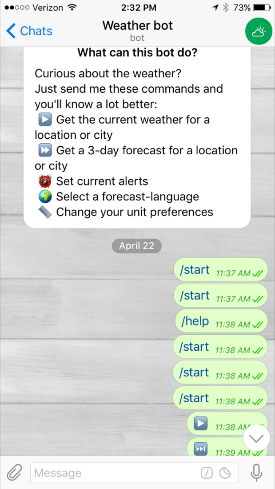 Verizon 2:32 PM 73%
Chats Weather bot
bot
What can this bot do?
Curious about the weather?
Just send me these commands and
you'll know a lot better:
▶️ Get the current weather for a
location or city
⏩ Get a 3-day forecast for a location
or city
⏰ Set current alerts
🌍 Select a forecast-language
📏 Change your unit preferences
April 22
/start 11:37 AM
/start 11:37 AM
/help 11:38 AM
/start 11:38 AM
/start 11:38 AM
/start 11:38 AM
▶️ 11:38 AM
⏭️ 11:39 AM
Message